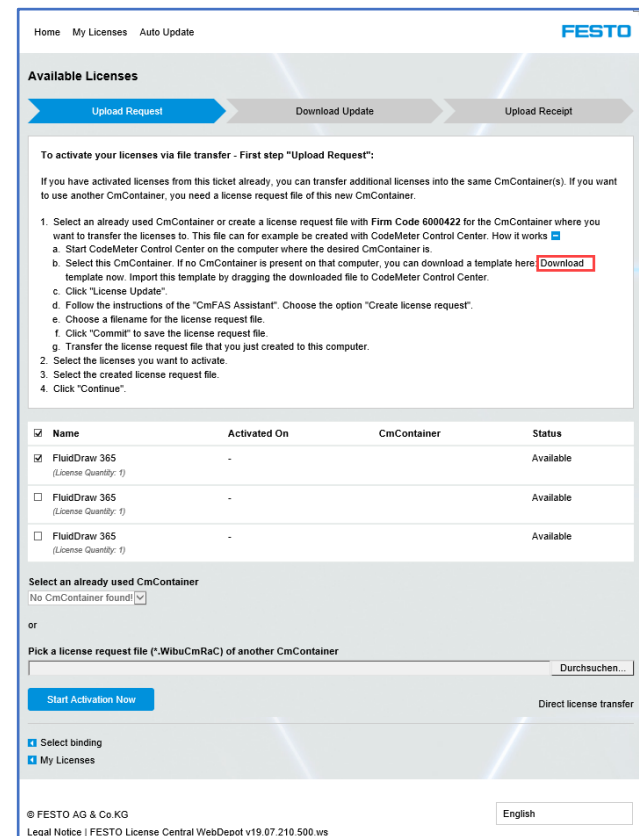 Home My Licenses Auto Update
FESTO
Available Licenses
Upload Request Download Update Upload Receipt
To activate your licenses via file transfer - First step "Upload Request":
If you have activated licenses from this ticket already, you can transfer additional licenses into the same CmContainer(s). If you want
to use another CmContainer, you need a license request file of this new CmContainer.
1. Select an already used CmContainer or create a license request file with Firm Code 6000422 for the CmContainer where you
want to transfer the licenses to. This file can for example be created with CodeMeter Control Center. How it works
a. Start CodeMeter Control Center on the computer where the desired CmContainer is.
b. Select this CmContainer. If no CmContainer is present on that computer, you can download a template here: Download
template now. Import this template by dragging the downloaded file to CodeMeter Control Center.
c. Click "License Update".
d. Follow the instructions of the "CmFAS Assistant". Choose the option "Create license request".
e. Choose a filename for the license request file.
f. Click "Commit" to save the license request file.
g. Transfer the license request file that you just created to this computer.
2. Select the licenses you want to activate.
3. Select the created license request file.
4. Click "Continue".
Name Activated On CmContainer Status
FluidDraw 365 - Available
(License Quantity: 1)
FluidDraw 365 - Available
(License Quantity: 1)
FluidDraw 365 - Available
(License Quantity: 1)
Select an already used CmContainer
No CmContainer found!
or
Pick a license request file (*.WibuCmRaC) of another CmContainer
Durchsuchen...
Start Activation Now
Direct license transfer
Select binding
My Licenses
© FESTO AG & Co.KG
English
Legal Notice | FESTO License Central WebDepot v19.07.210.500.ws